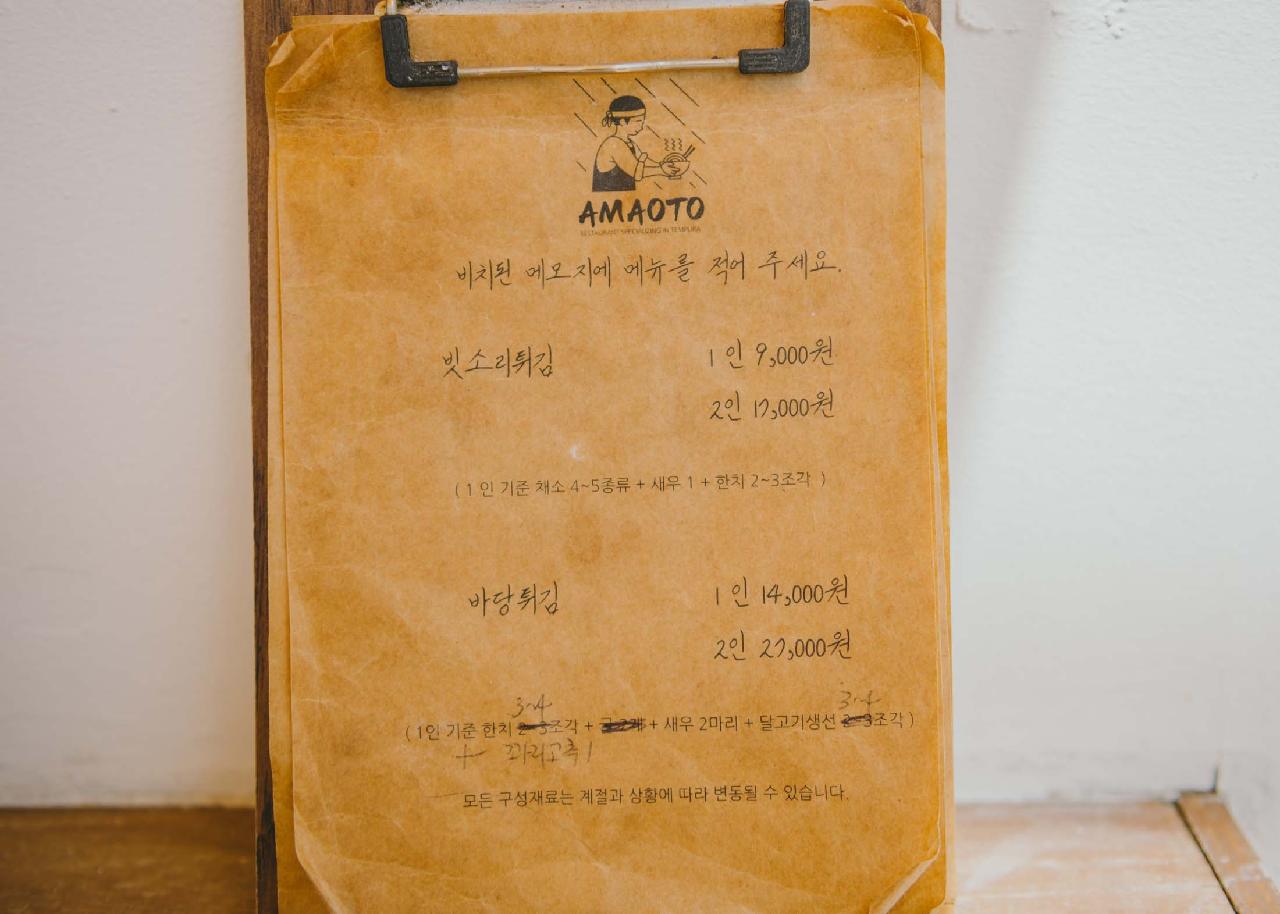 AMAOTO
RESTAURANT SPECIALIZING IN TEMPURA
비치된 메모지에 메뉴를 적어 주세요.
빗소리튀김 1인 9,000원
2인 17,000원
( 1인 기준 채소 4~5종류 + 새우 1 + 한치 2~3조각 )
바당튀김 1인 14,000원
2인 27,000원
3~4 3~4
( 1인 기준 한치 2~3조각 + + 새우 2마리 + 달고기생선 2~3조각 )
+ 꽈리고추 1
모든 구성재료는 계절과 상황에 따라 변동될 수 있습니다.